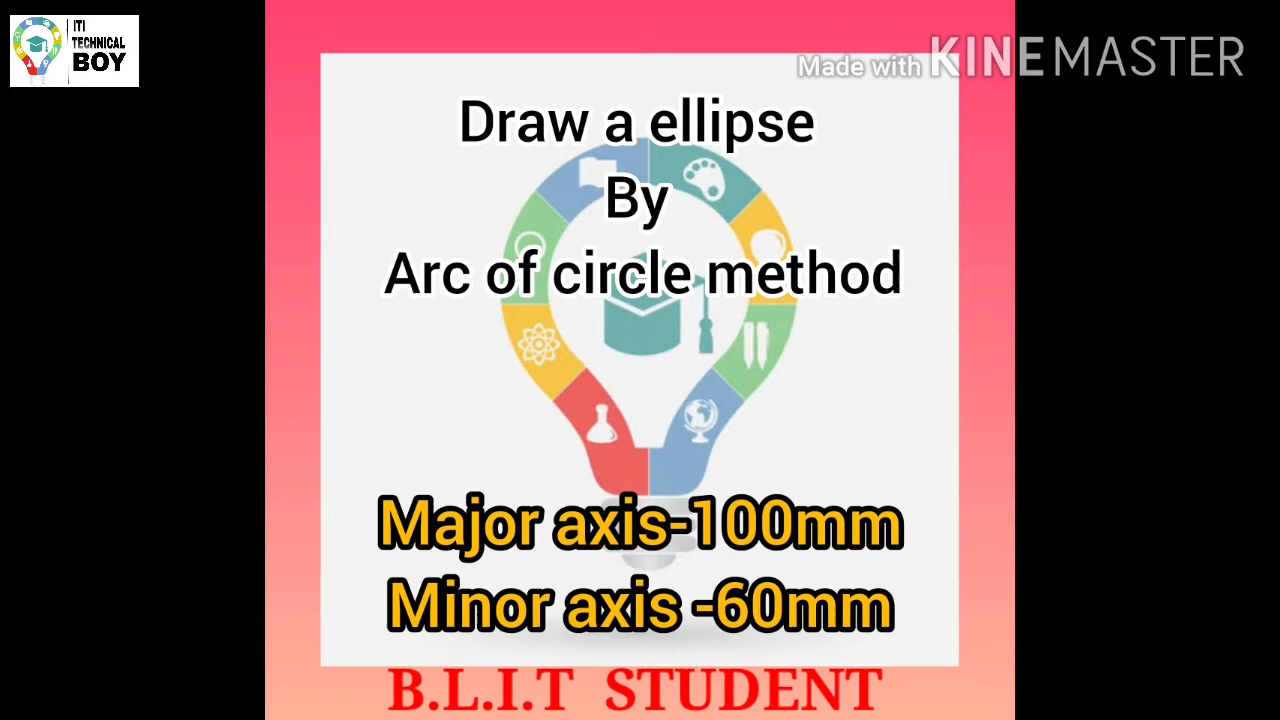 ITI
TECHNICAL
BOY
Made with KINEMASTER
Draw a ellipse
By
Arc of circle method
Major axis-100mm
Minor axis -60mm
B.L.I.T STUDENT